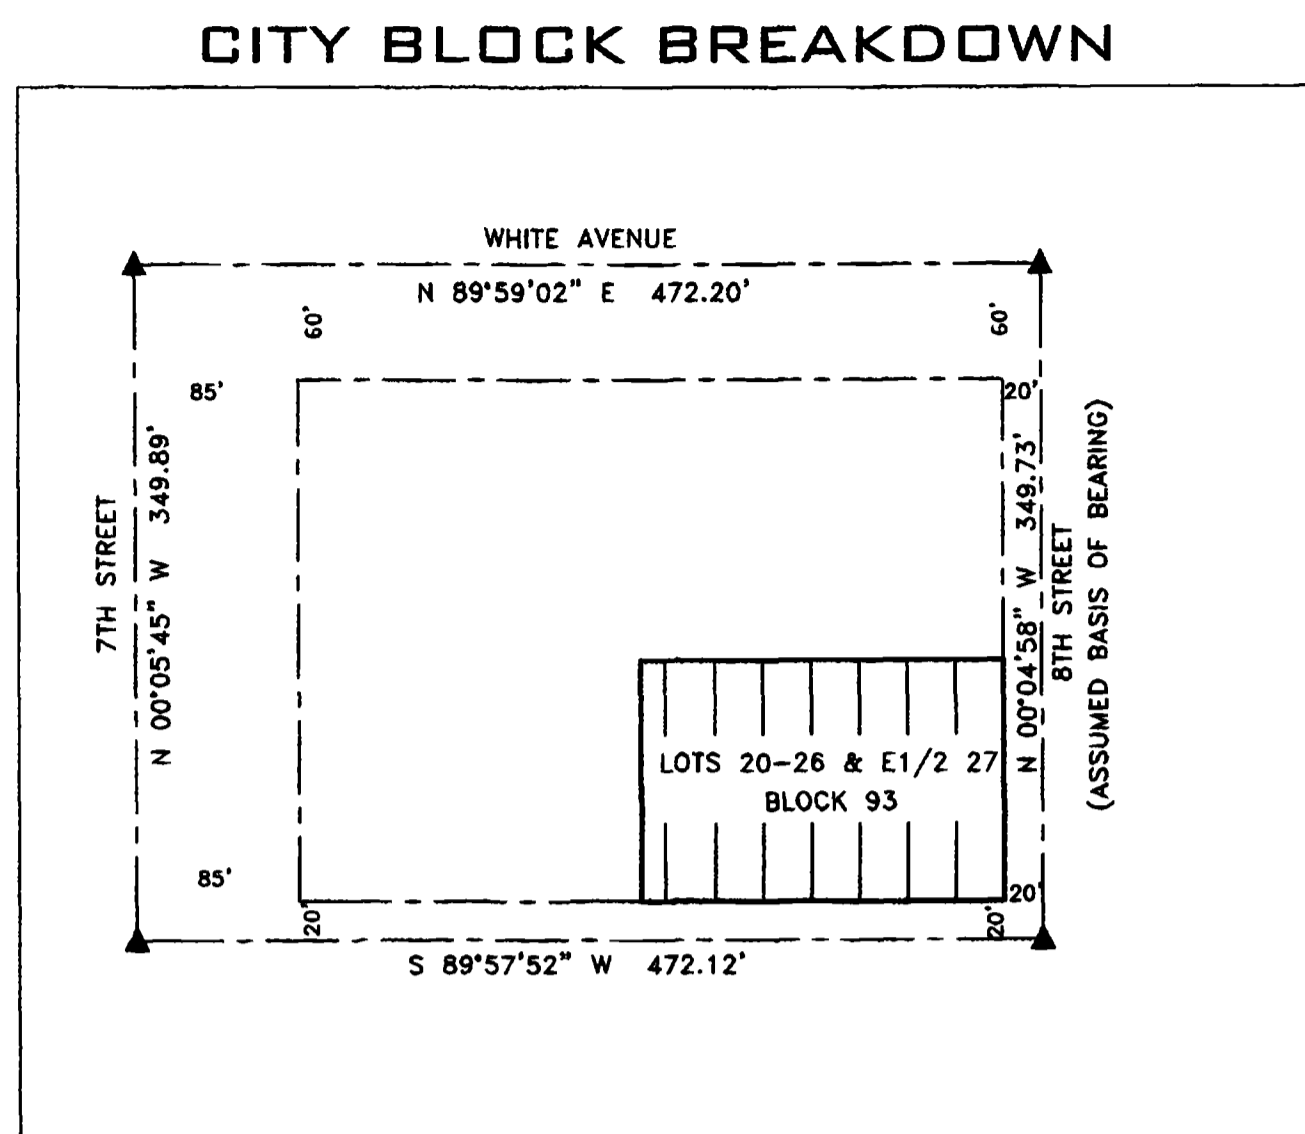 CITY BLOCK BREAKDOWN
WHITE AVENUE
N 89°59'02" E 472.20'
60'
60'
85'
20'
7TH STREET
N 00°05'45" W 349.89'
N 00°04'58" W 349.73'
8TH STREET
(ASSUMED BASIS OF BEARING)
LOTS 20-26 & E1/2 27
BLOCK 93
85'
20'
20'
20'
S 89°57'52" W 472.12'